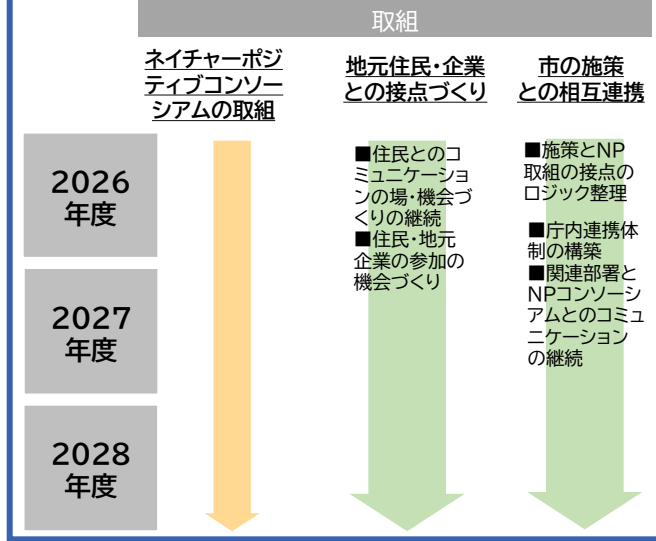 取組
ネイチャーポジ
ティブコンソー
シアムの取組
地元住民・企業
との接点づくり
市の施策
との相互連携
2026
年度
2027
年度
2028
年度
■住民とのコ
ミュニケーショ
ンの場・機会づ
くりの継続
■住民・地元
企業の参加の
機会づくり
■施策とNP
取組の接点の
ロジック整理
■庁内連携体
制の構築
■関連部署と
NPコンソーシ
アムとのコミュ
ニケーション
の継続